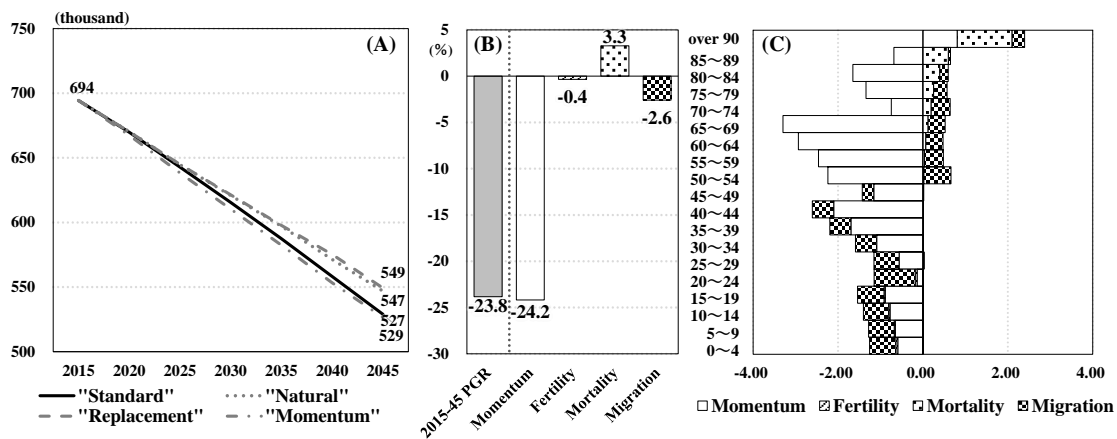 (thousand)
(A)
750
700
650
600
550
500
694
549
547
527
529
2015 2020 2025 2030 2035 2040 2045
"Standard" "Natural"
"Replacement" "Momentum"
(B)
(%)
5
0
-5
-10
-15
-20
-25
-30
3.3
-0.4
-2.6
-23.8
-24.2
2015-45 PGR
Momentum
Fertility
Mortality
Migration
(C)
over 90
85～89
80～84
75～79
70～74
65～69
60～64
55～59
50～54
45～49
40～44
35～39
30～34
25～29
20～24
15～19
10～14
5～9
0～4
-4.00 -2.00 0.00 2.00 4.00
Momentum Fertility Mortality Migration